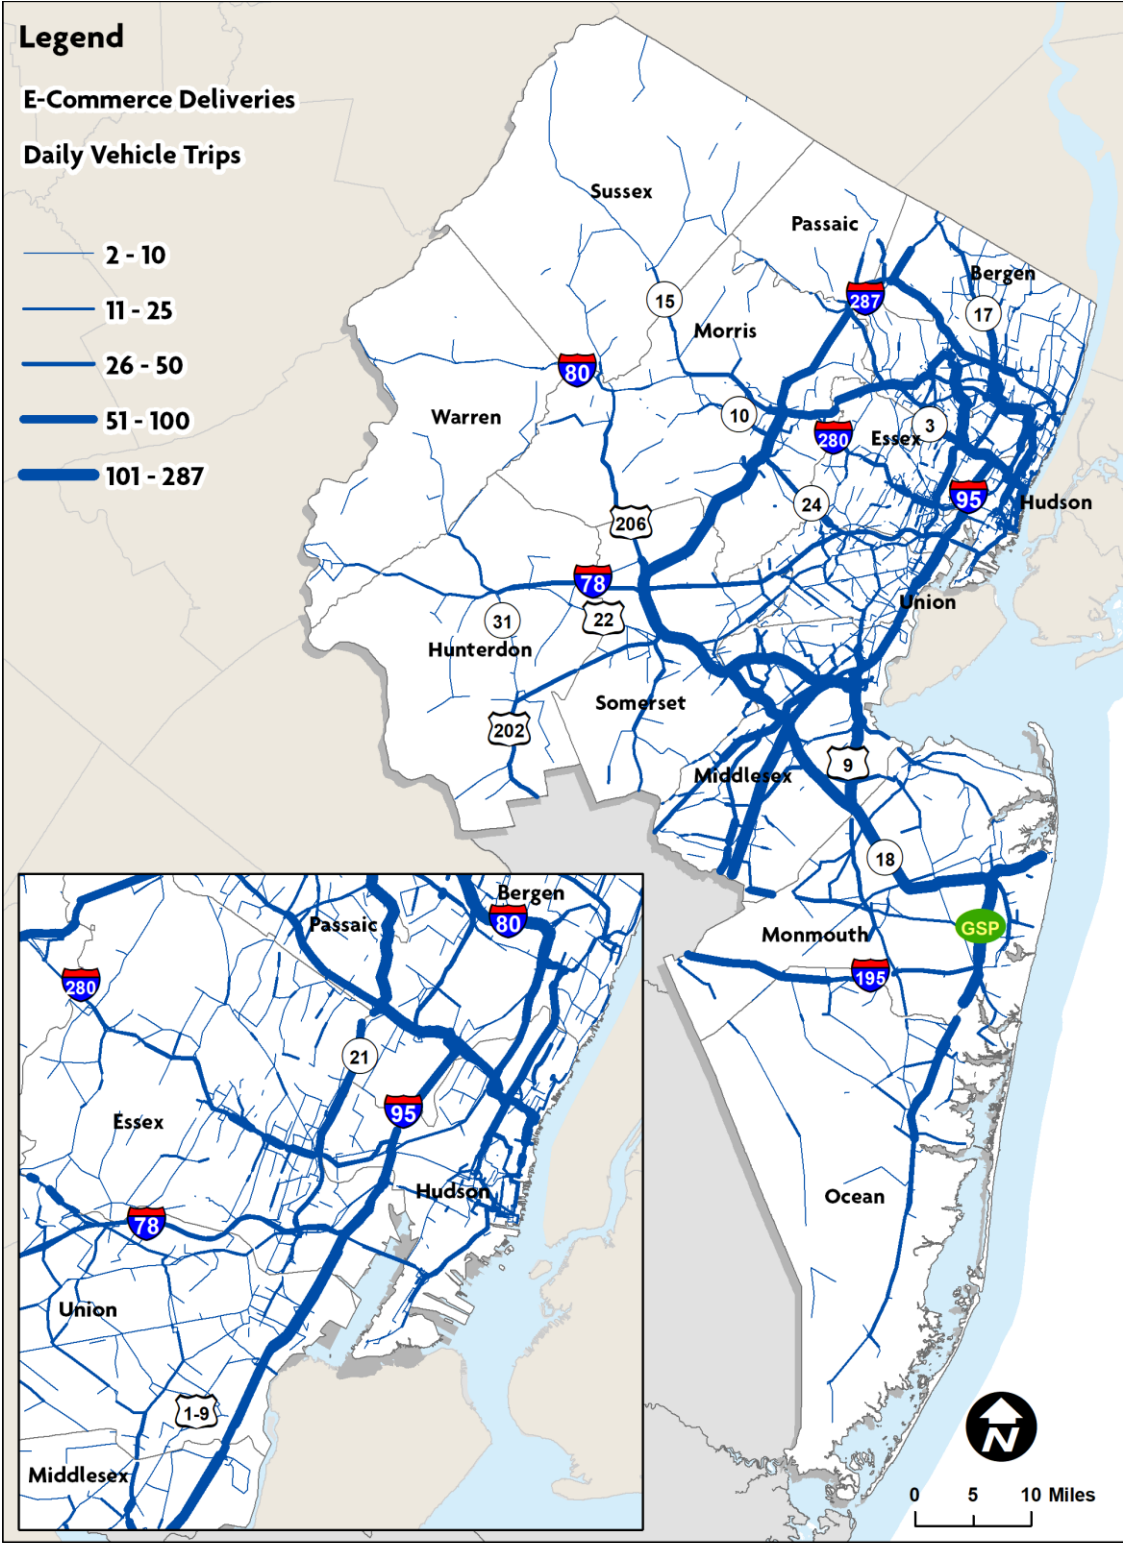 Legend
E-Commerce Deliveries
Daily Vehicle Trips
2 - 10
11 - 25
26 - 50
51 - 100
101 - 287
Sussex
Passaic
Bergen
287
15
17
Morris
80
Warren
10
3
280
Essex
95
24
Hudson
206
78
22
Union
31
Hunterdon
Somerset
202
9
Middlesex
18
GSP
Monmouth
195
Ocean
N
0 5 10 Miles
Bergen
80
Passaic
280
21
95
Essex
Hudson
78
Union
1-9
Middlesex